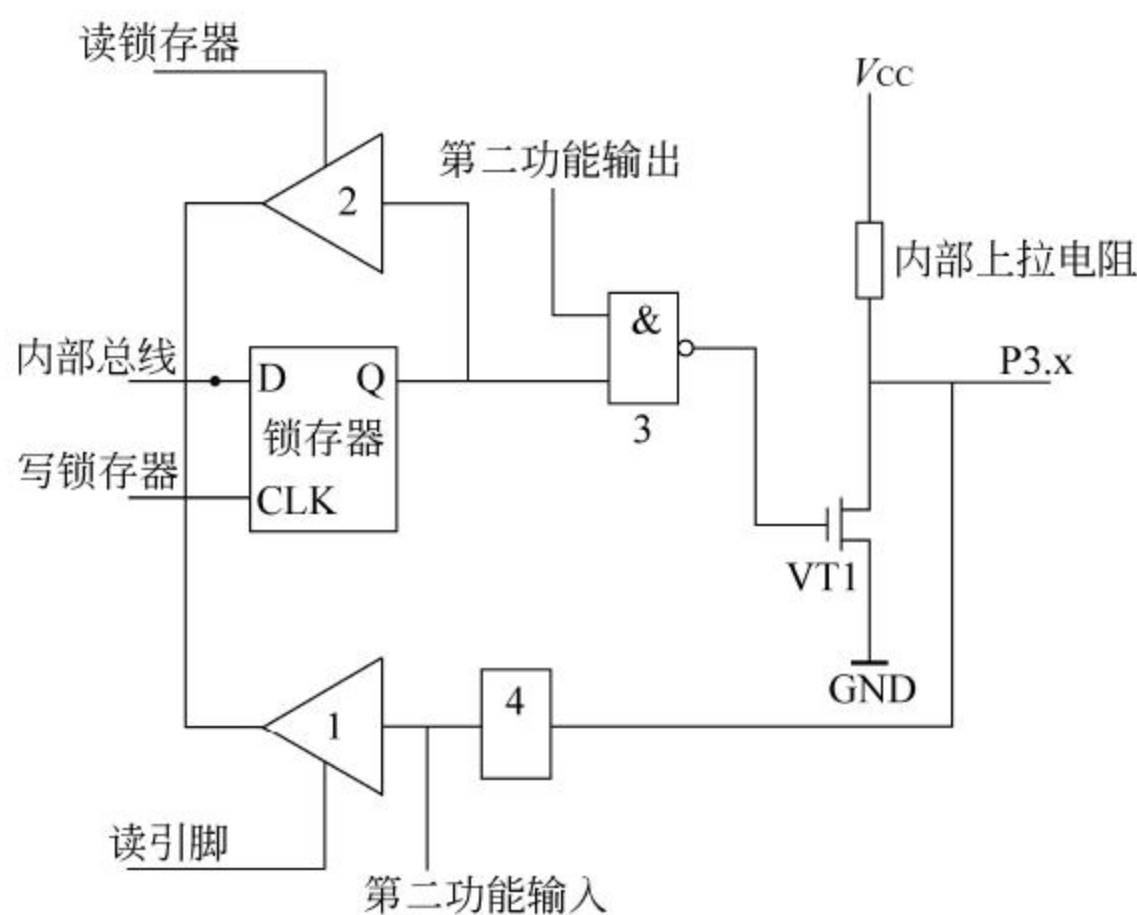 读锁存器
VCC
第二功能输出
2
内部上拉电阻
&
内部总线
D
Q
P3.x
锁存器
3
写锁存器
CLK
VT1
GND
4
1
读引脚
第二功能输入